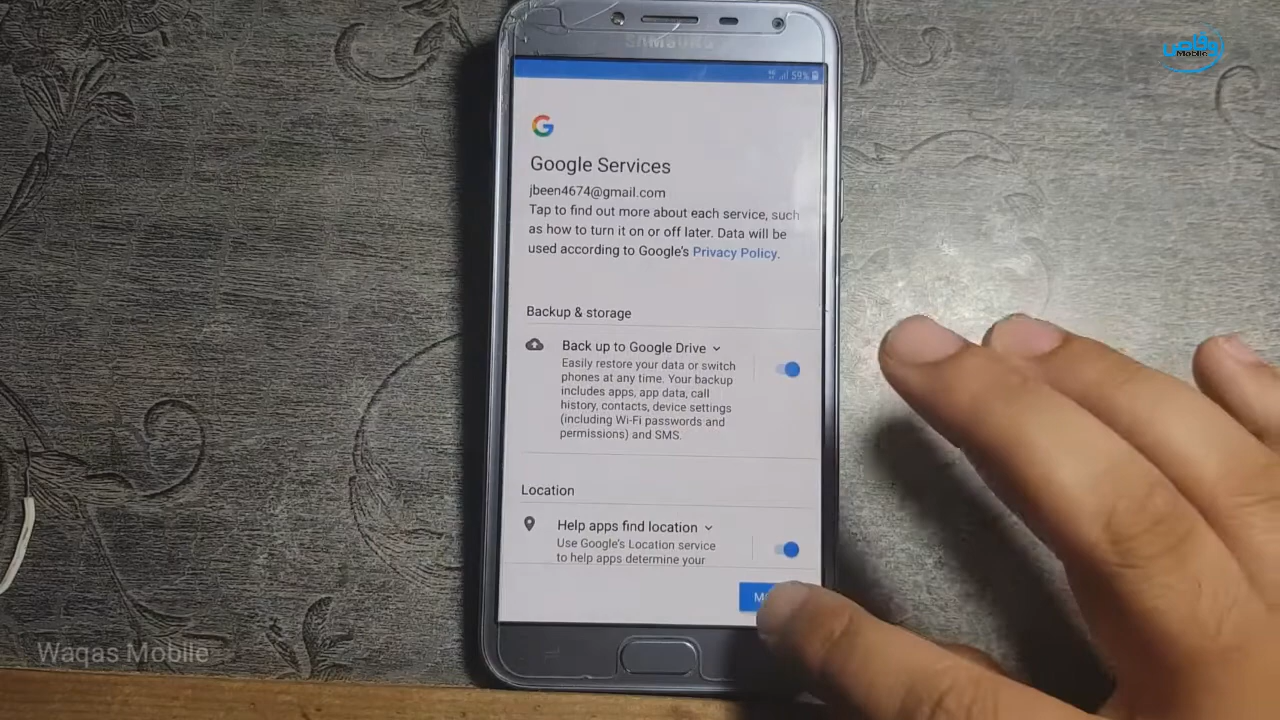 وقاص
Mobile
SAMSUNG
59%
Google Services
jbeen4674@gmail.com
Tap to find out more about each service, such
as how to turn it on or off later. Data will be
used according to Google's Privacy Policy.
Backup & storage
Back up to Google Drive
Easily restore your data or switch
phones at any time. Your backup
includes apps, app data, call
history, contacts, device settings
(including Wi-Fi passwords and
permissions) and SMS.
Location
Help apps find location
Use Google's Location service
to help apps determine your
Waqas Mobile